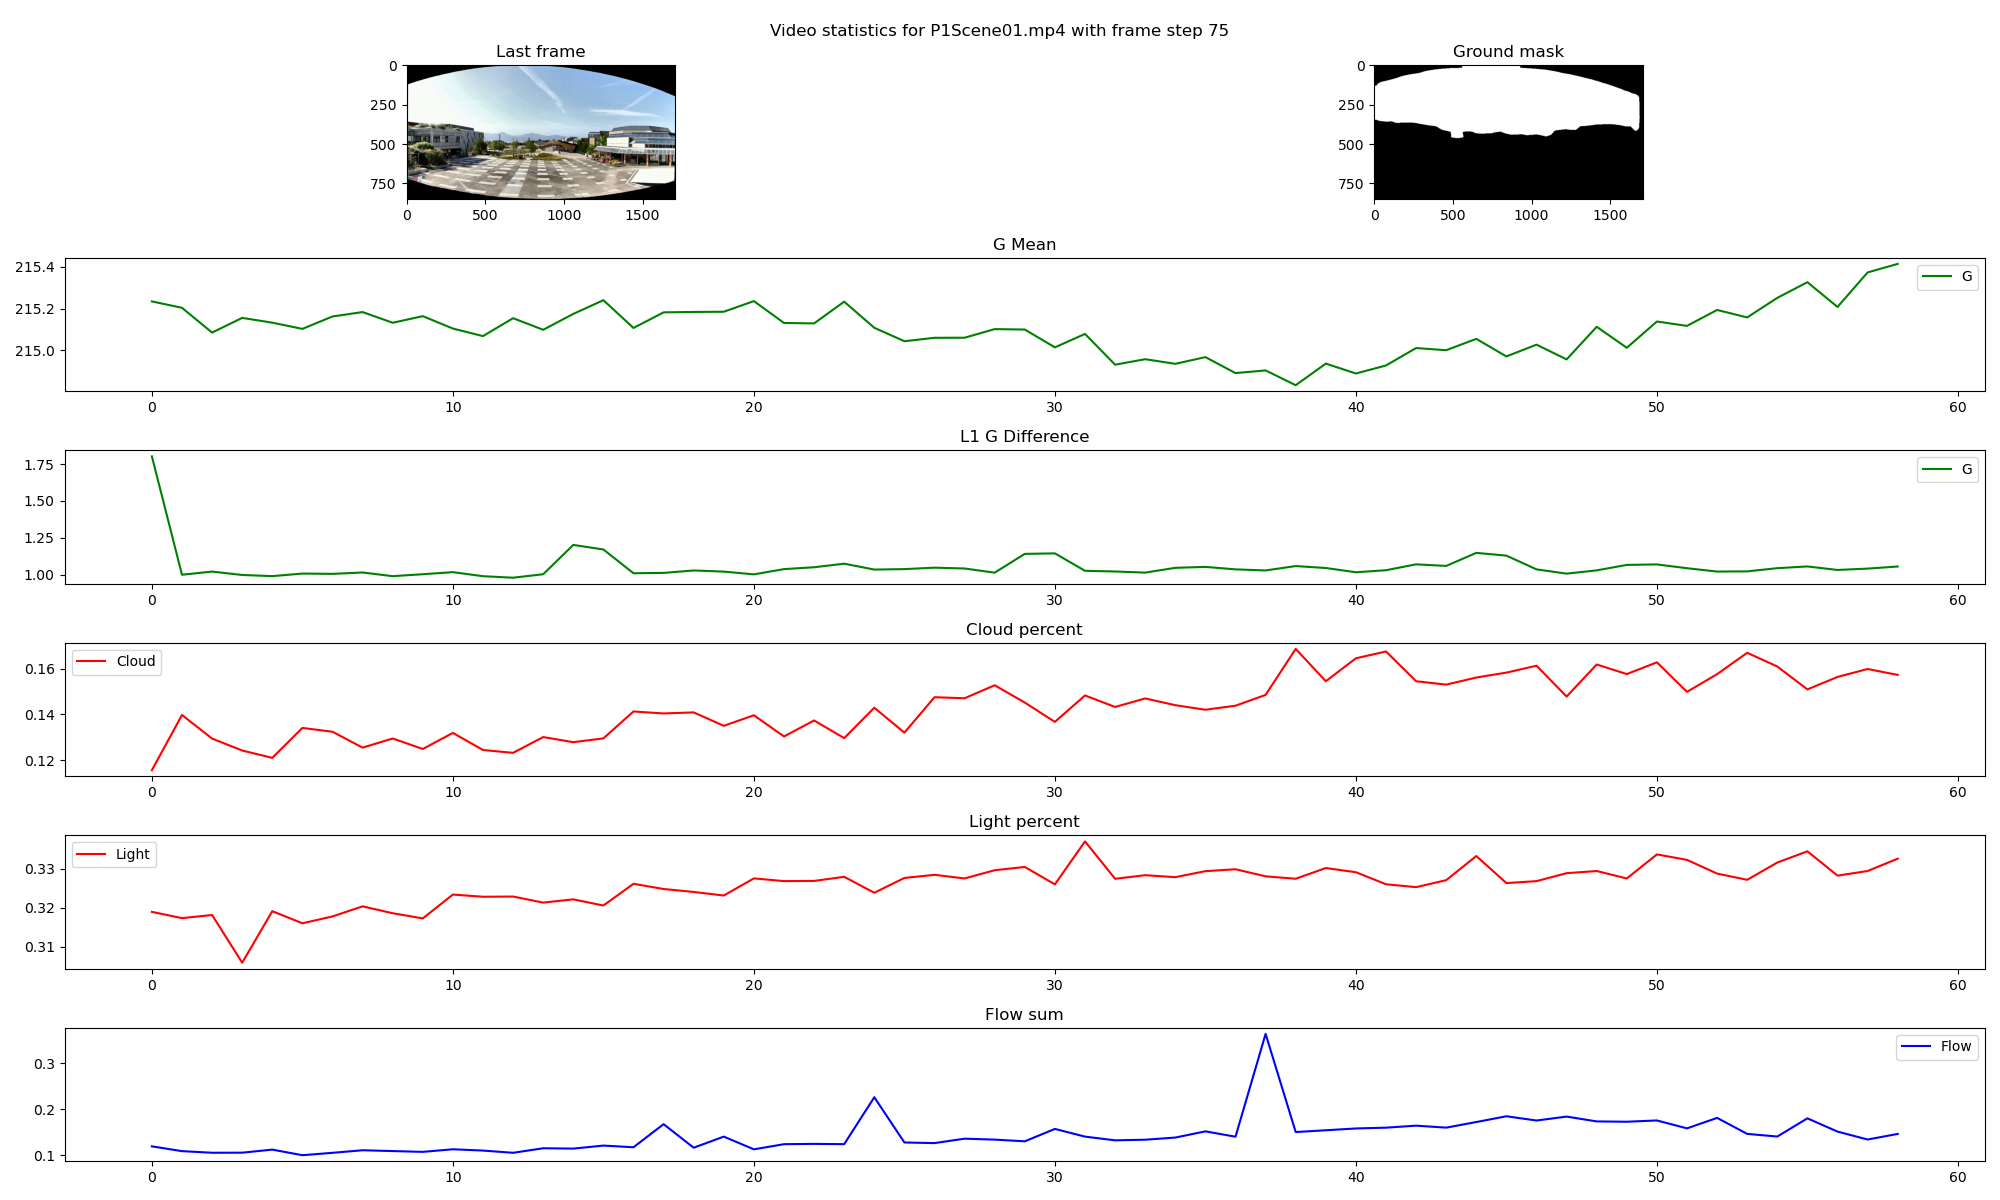 Video statistics for P1Scene01.mp4 with frame step 75
Last frame
0
250
500
750
0 500 1000 1500
Ground mask
0
250
500
750
0 500 1000 1500
G Mean
215.4
215.2
215.0
G
0 10 20 30 40 50 60
L1 G Difference
1.75
1.50
1.25
1.00
G
0 10 20 30 40 50 60
Cloud percent
0.16
0.14
0.12
Cloud
0 10 20 30 40 50 60
Light percent
0.33
0.32
0.31
Light
0 10 20 30 40 50 60
Flow sum
0.3
0.2
0.1
Flow
0 10 20 30 40 50 60